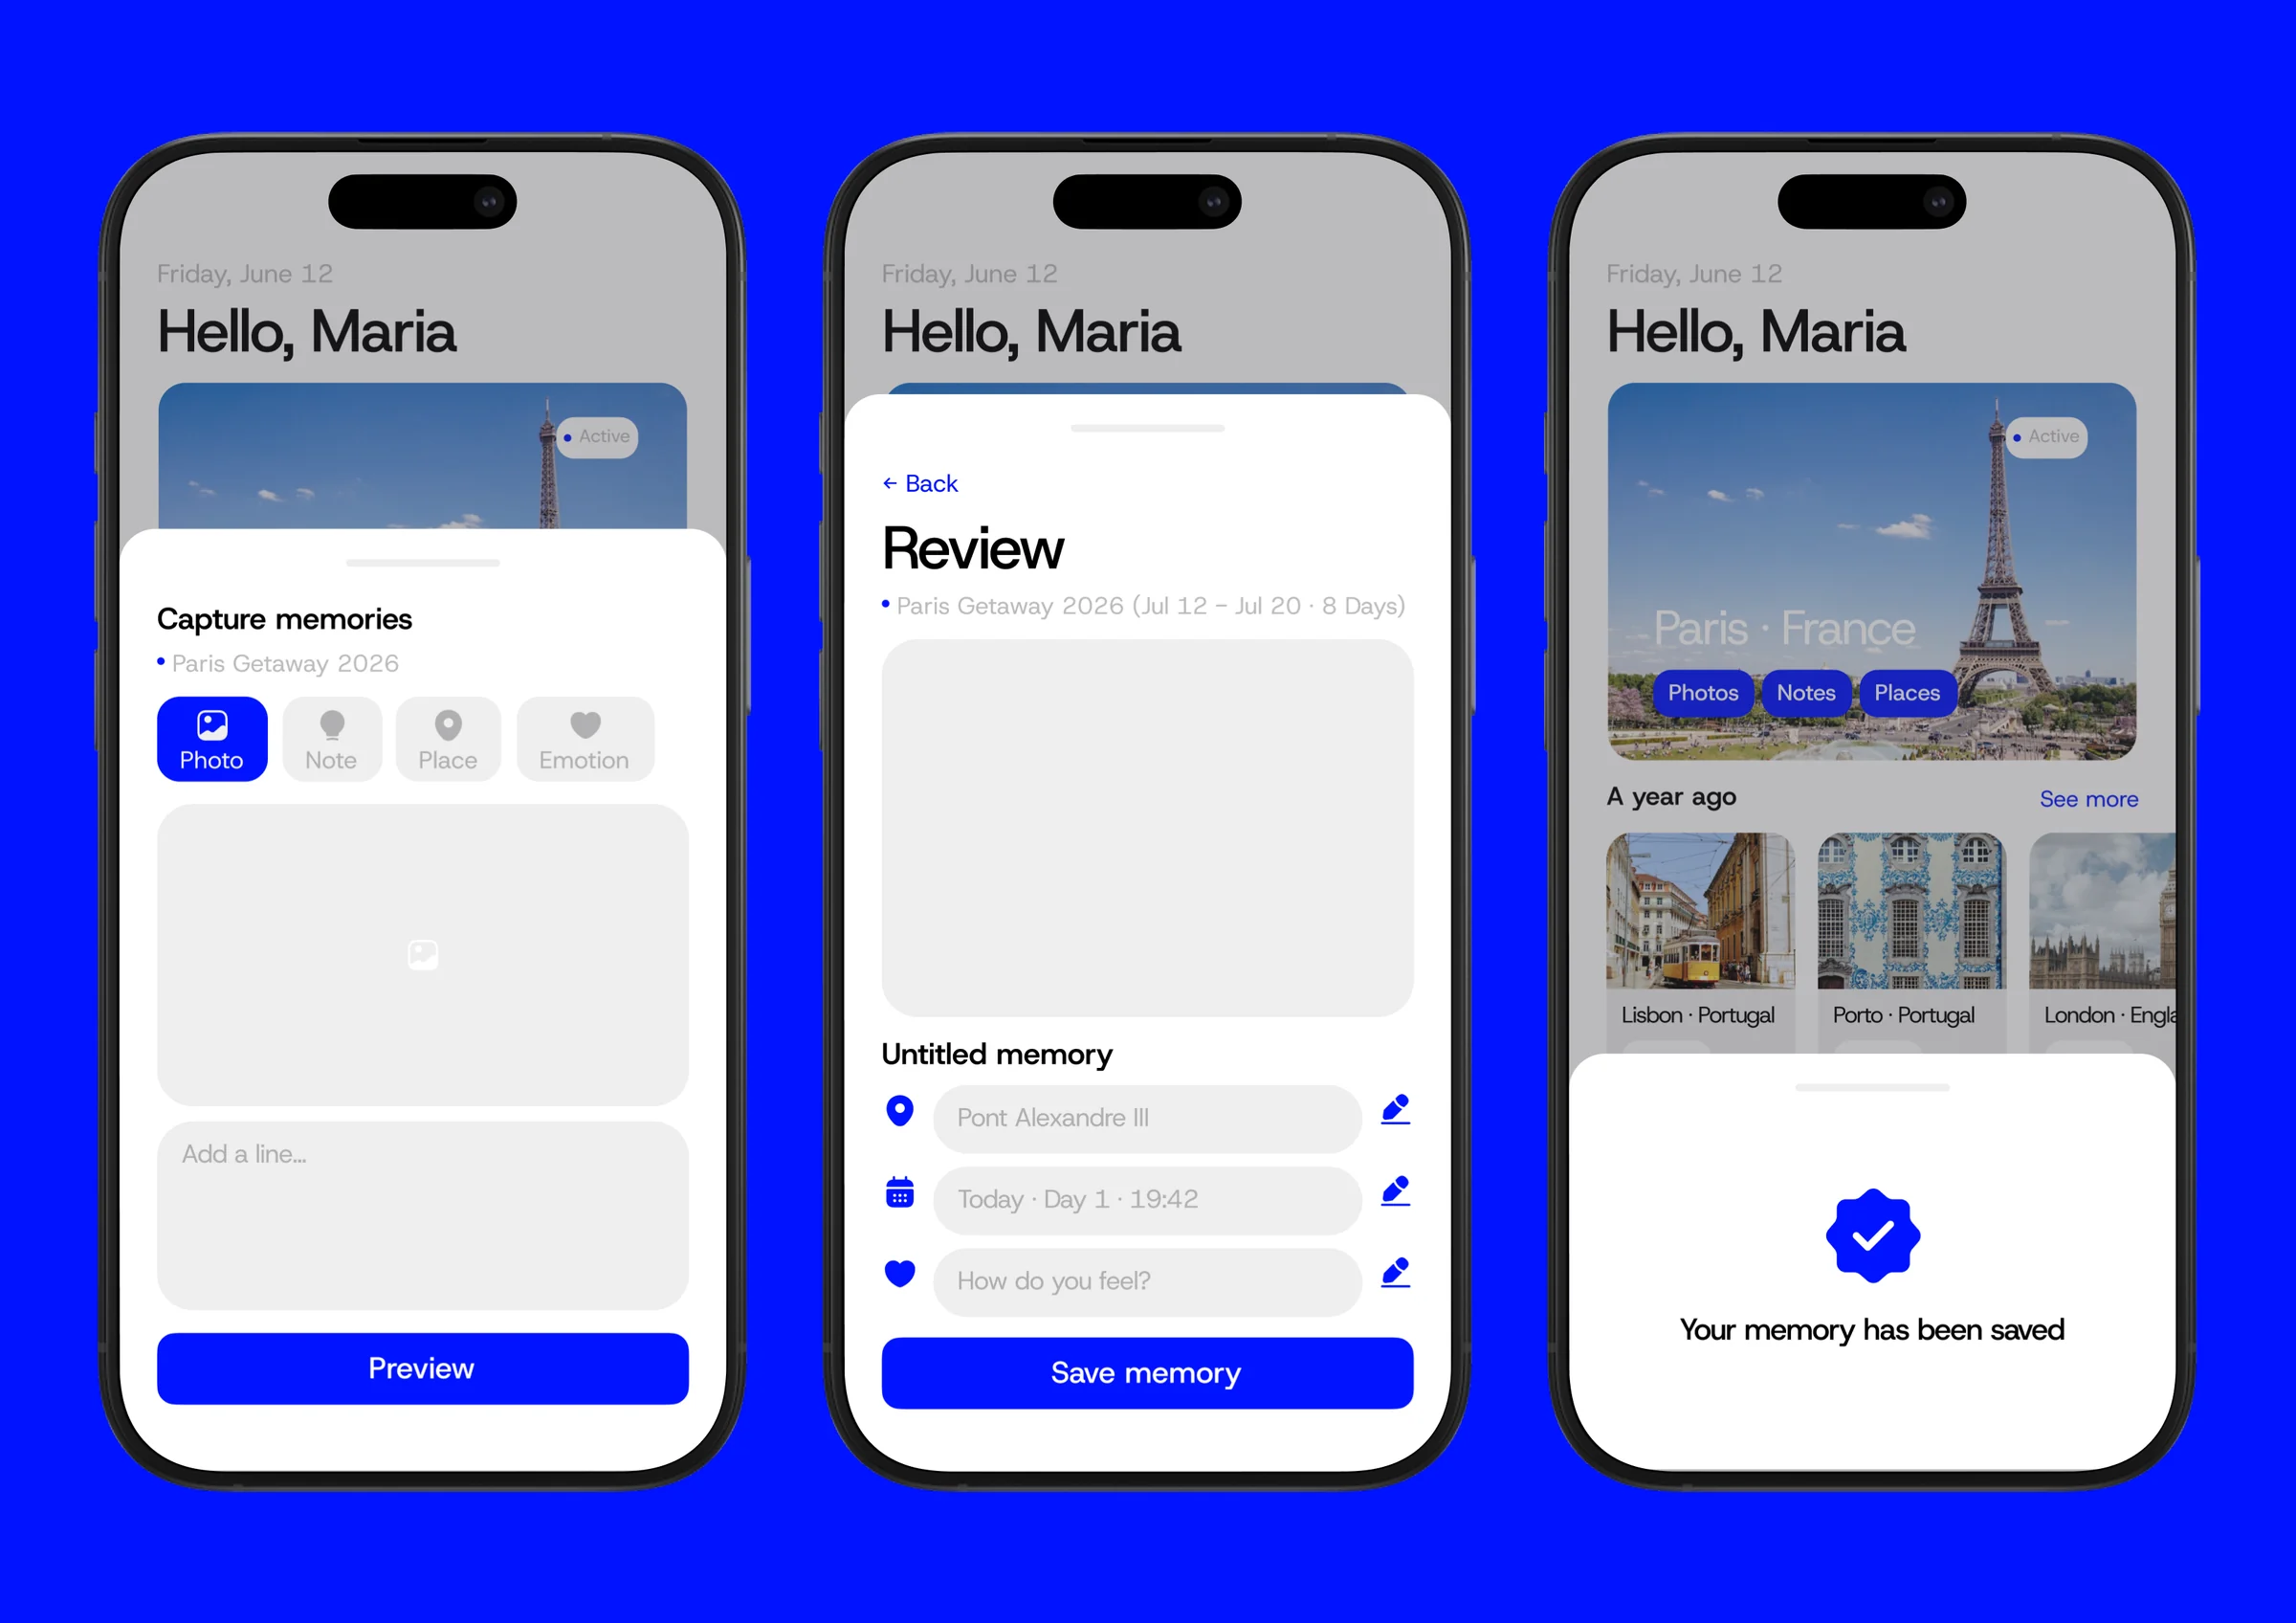 Friday, June 12
Hello, Maria
Active
Capture memories
Paris Getaway 2026
Photo
Note
Place
Emotion
Add a line...
Preview
Friday, June 12
Hello, Maria
← Back
Review
Paris Getaway 2026 (Jul 12 – Jul 20 · 8 Days)
Untitled memory
Pont Alexandre III
Today · Day 1 · 19:42
How do you feel?
Save memory
Friday, June 12
Hello, Maria
Active
Paris · France
Photos
Notes
Places
A year ago
See more
Lisbon · Portugal
Porto · Portugal
London · Engla
Your memory has been saved